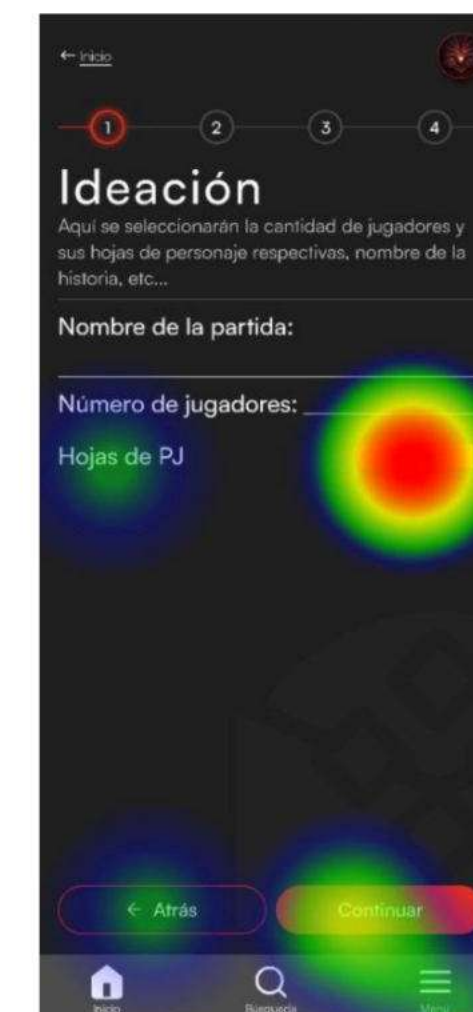 ← Inicio
1 2 3 4
Ideación
Aquí se seleccionarán la cantidad de jugadores y
sus hojas de personaje respectivas, nombre de la
historia, etc...
Nombre de la partida:
Número de jugadores:
Hojas de PJ
← Atrás
Continuar
Inicio
Búsqueda
Menú